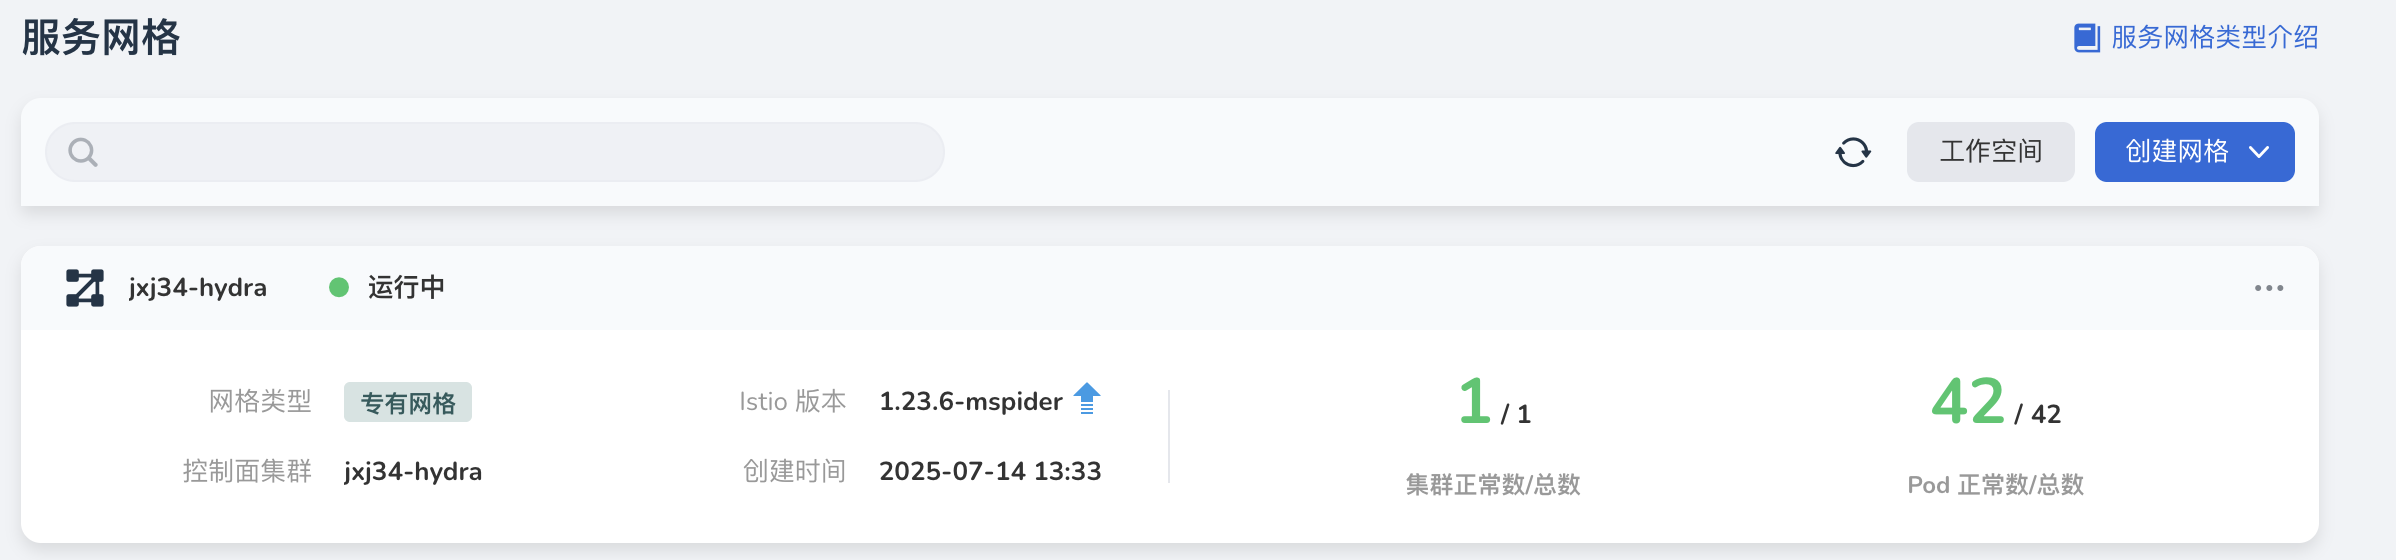 服务网格
服务网格类型介绍
工作空间
创建网格
jxj34-hydra
运行中
网格类型
专有网格
Istio 版本
1.23.6-mspider
控制面集群
jxj34-hydra
创建时间
2025-07-14 13:33
1 / 1
集群正常数/总数
42 / 42
Pod 正常数/总数